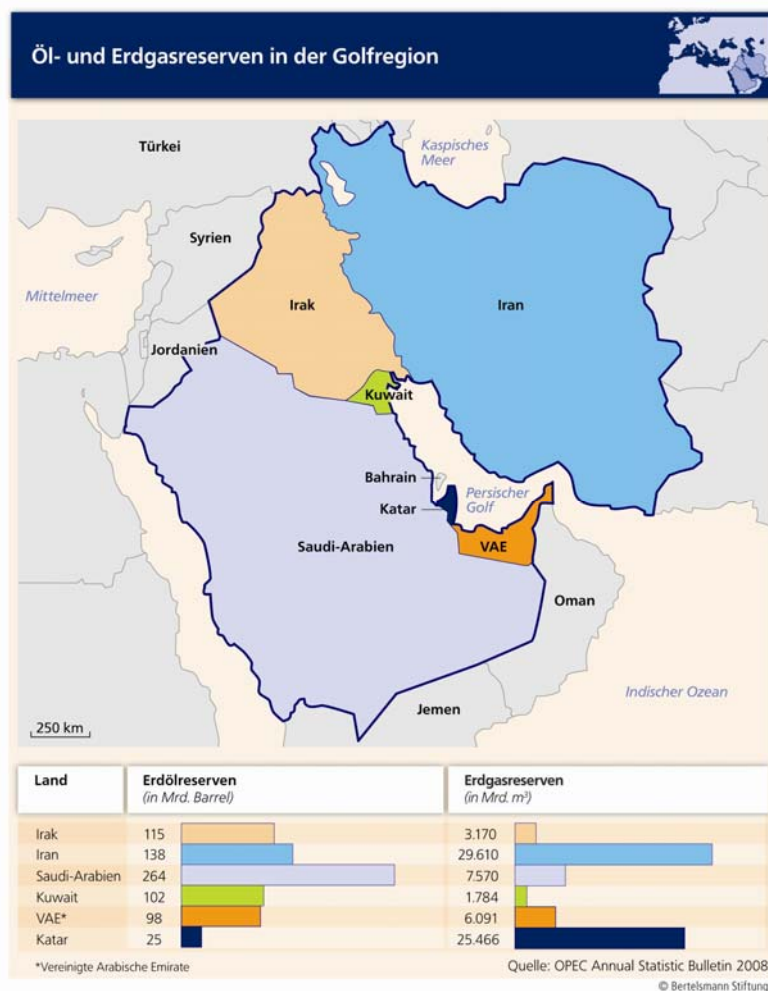 Öl- und Erdgasreserven in der Golfregion
Türkei
Kaspisches
Meer
Syrien
Mittelmeer
Irak
Iran
Jordanien
Kuwait
Bahrain
Katar
Persischer
Golf
Saudi-Arabien
VAE
Oman
Indischer Ozean
Jemen
250 km
Land Erdölreserven Erdgasreserven
(in Mrd. Barrel) (in Mrd. m³)
Irak 115 3.170
Iran 138 29.610
Saudi-Arabien 264 7.570
Kuwait 102 1.784
VAE* 98 6.091
Katar 25 25.466
*Vereinigte Arabische Emirate Quelle: OPEC Annual Statistic Bulletin 2008
© Bertelsmann Stiftung